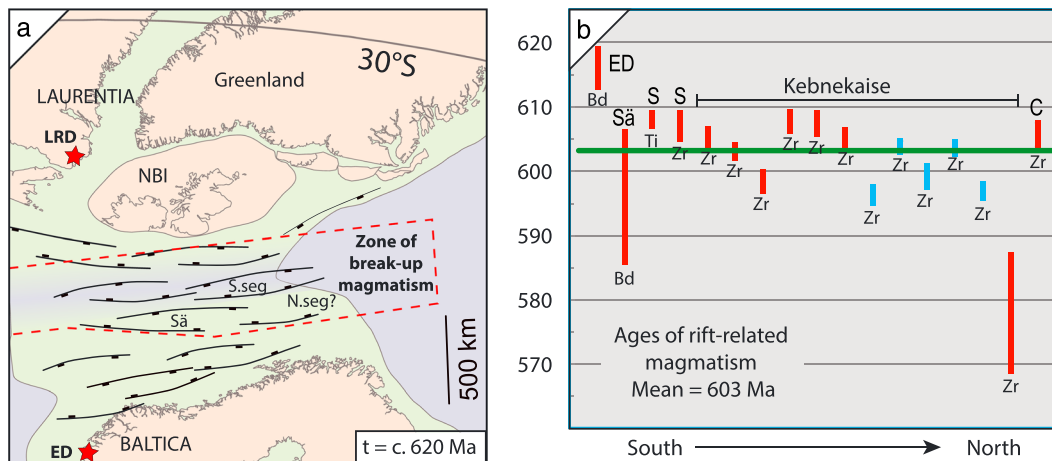 a
30°S
Greenland
LAURENTIA
LRD
NBI
Zone of
break-up
magmatism
S.seg
N.seg?
Sä
500 km
BALTICA
ED
t = c. 620 Ma
b
620
610
600
590
580
570
ED
Bd
Sä
Bd
S
Ti
S
Zr
Kebnekaise
Zr
Zr
Zr
Zr
Zr
Zr
Zr
Zr
Zr
Zr
Zr
Zr
C
Zr
Ages of rift-related
magmatism
Mean = 603 Ma
South
North